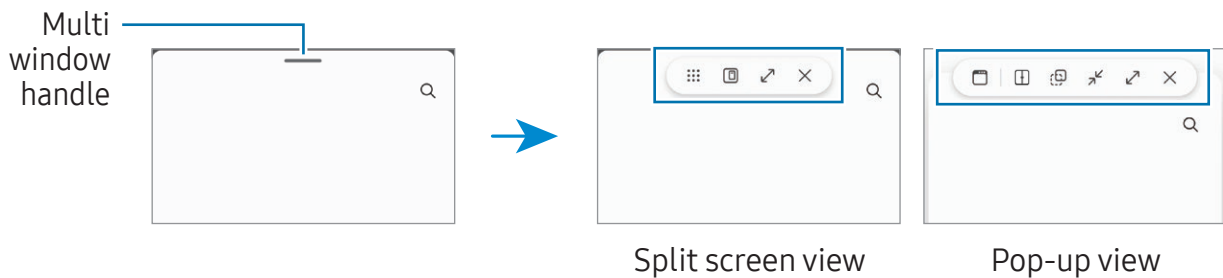 Multi
window
handle
Split screen view
Pop-up view